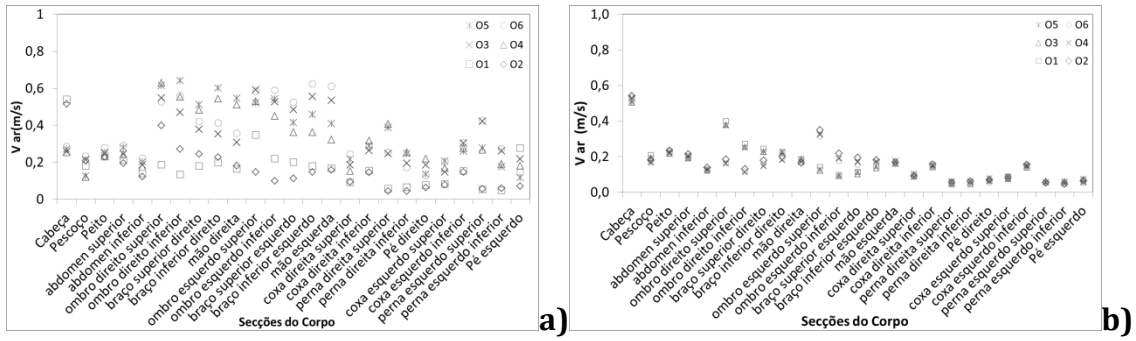 1
0,8
0,6
0,4
0,2
0
V ar(m/s)
O5 O6
O3 O4
O1 O2
Cabeça
Pescoço
Peito
abdomen superior
abdomen inferior
ombro direito superior
ombro direito inferior
braço superior direito
braço inferior direito
mão direita
ombro esquerdo superior
ombro esquerdo inferior
braço superior esquerdo
braço inferior esquerdo
mão esquerda
coxa direita superior
coxa direita inferior
perna direita superior
perna direita inferior
Pé direito
coxa esquerdo superior
coxa esquerdo inferior
perna esquerdo superior
perna esquerdo inferior
Pé esquerdo
Secções do Corpo
a)
1,0
0,8
0,6
0,4
0,2
0,0
V ar (m/s)
O5 O6
O3 O4
O1 O2
Cabeça
Pescoço
Peito
abdomen superior
abdomen inferior
ombro direito superior
ombro direito inferior
braço superior direito
braço inferior direito
mão direita
ombro esquerdo superior
ombro esquerdo inferior
braço superior esquerdo
braço inferior esquerdo
mão esquerda
coxa direita superior
coxa direita inferior
perna direita superior
perna direita inferior
Pé direito
coxa esquerdo superior
coxa esquerdo inferior
perna esquerdo superior
perna esquerdo inferior
Pé esquerdo
Secções do Corpo
b)